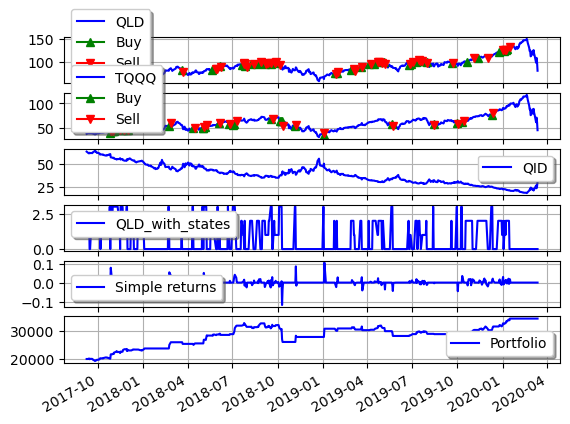 QLD
Buy
Sell
150
100
TQQQ
Buy
Sell
100
50
QID
50
25
QLD_with_states
2.5
0.0
Simple returns
0.1
0.0
−0.1
Portfolio
30000
20000
2017-10
2018-01
2018-04
2018-07
2018-10
2019-01
2019-04
2019-07
2019-10
2020-01
2020-04